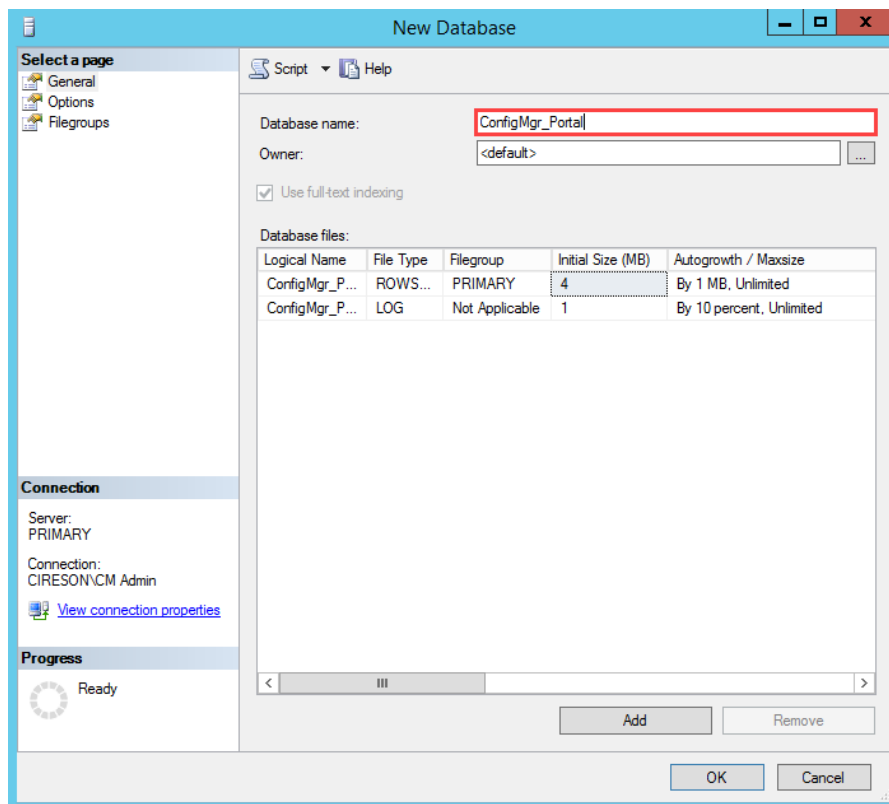 New Database
Select a page
General
Options
Filegroups
Script Help
Database name: ConfigMgr_Portal
Owner: <default> ...
Use full-text indexing
Database files:
Logical Name File Type Filegroup Initial Size (MB) Autogrowth / Maxsize
ConfigMgr_P... ROWS... PRIMARY 4 By 1 MB, Unlimited
ConfigMgr_P... LOG Not Applicable 1 By 10 percent, Unlimited
Connection
Server:
PRIMARY
Connection:
CIRESON\CM Admin
View connection properties
Progress
Ready
Add Remove
OK Cancel